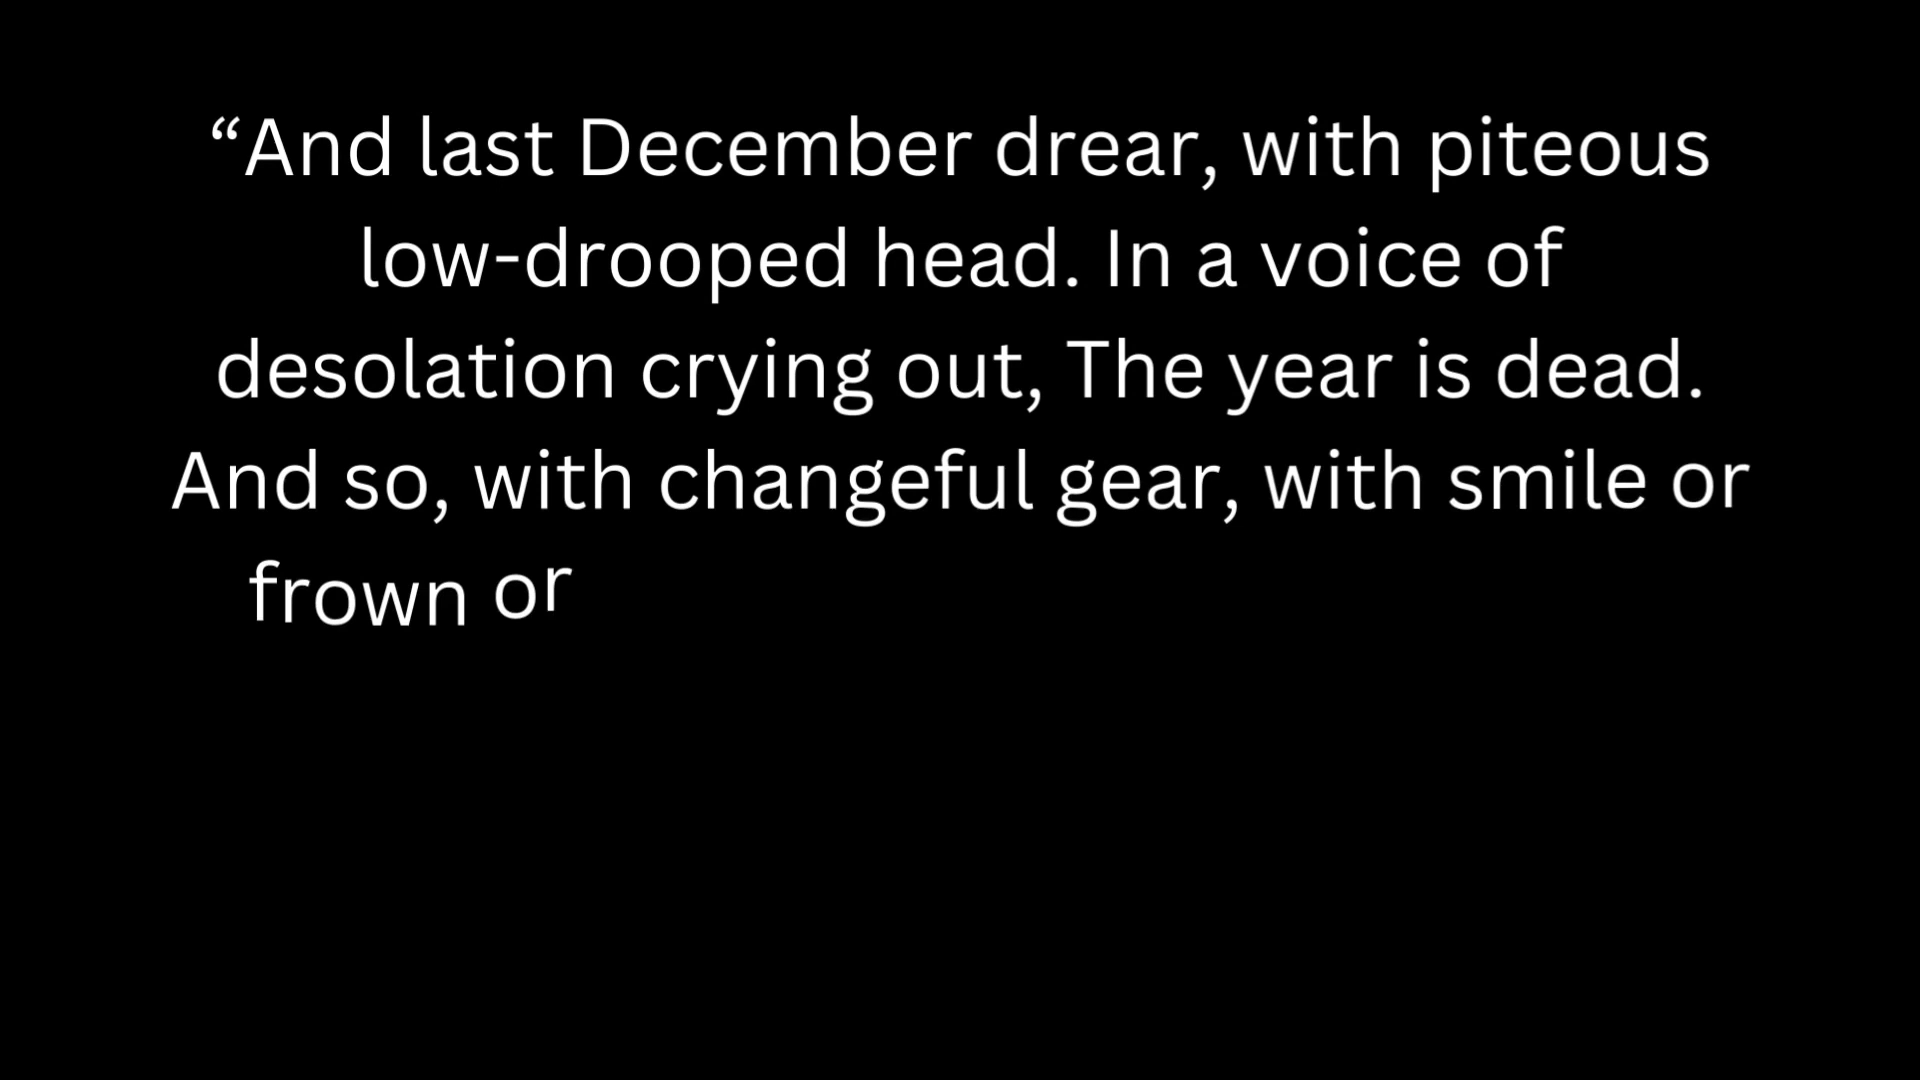 “And last December drear, with piteous
low-drooped head. In a voice of
desolation crying out, The year is dead.
And so, with changeful gear, with smile or
frown or